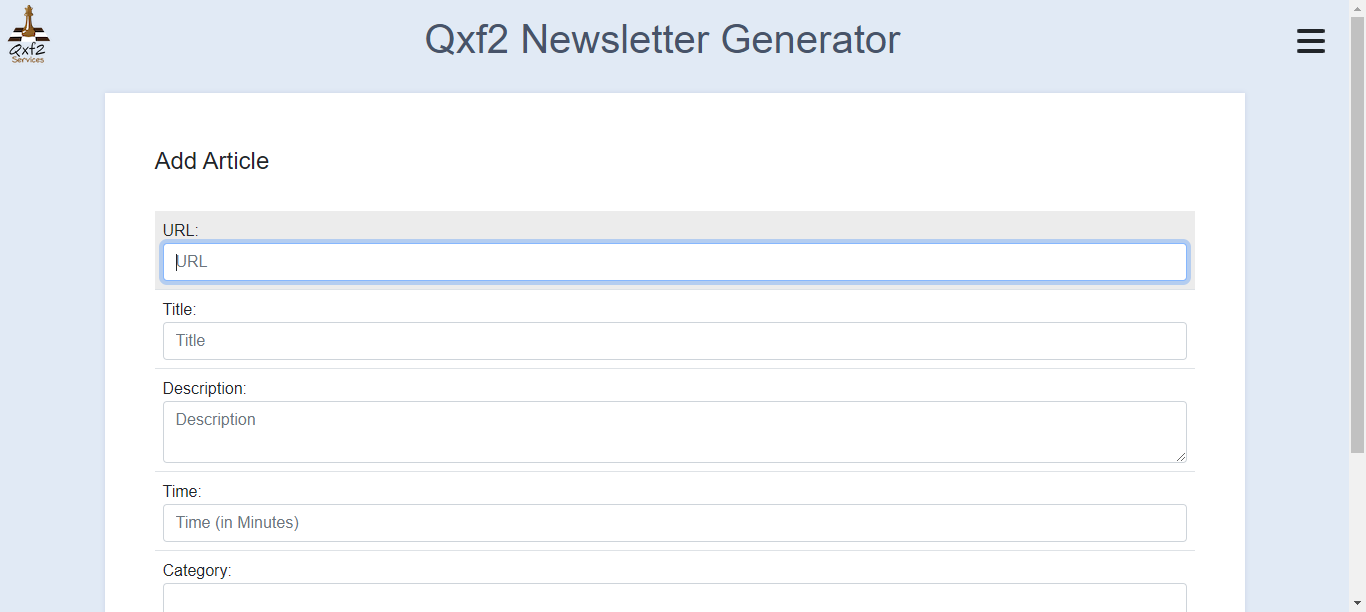 Qxf2
Services
Qxf2 Newsletter Generator
Add Article
URL:
URL
Title:
Title
Description:
Description
Time:
Time (in Minutes)
Category: